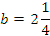 b = 2 1/4